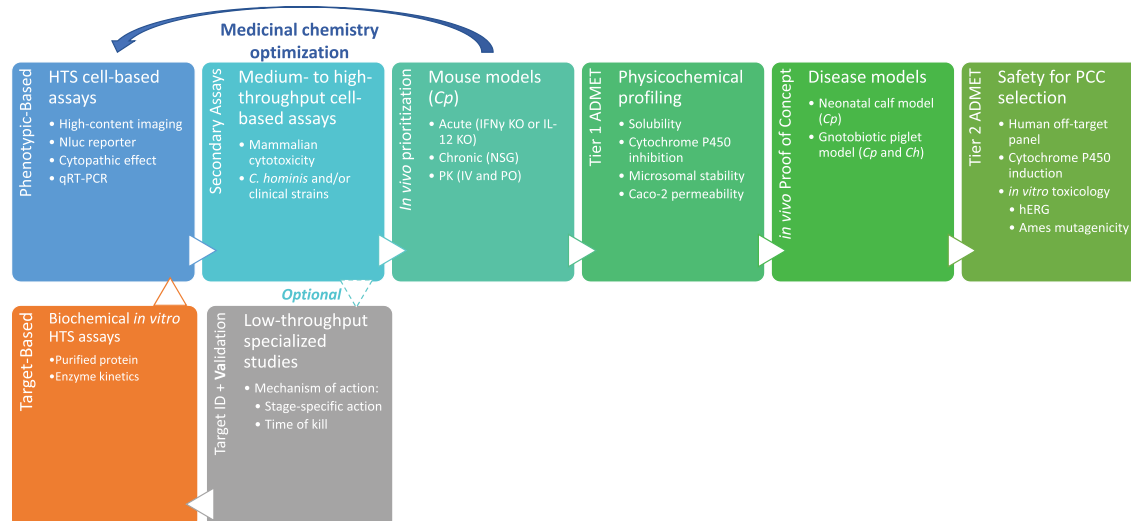 Medicinal chemistry
optimization
Phenotypic-Based
HTS cell-based
assays
• High-content imaging
• Nluc reporter
• Cytopathic effect
• qRT-PCR
Secondary Assays
Medium- to high-
throughput cell-
based assays
• Mammalian
cytotoxicity
• C. hominis and/or
clinical strains
In vivo prioritization
Mouse models
(Cp)
• Acute (IFNγ KO or IL-
12 KO)
• Chronic (NSG)
• PK (IV and PO)
Tier 1 ADMET
Physicochemical
profiling
• Solubility
• Cytochrome P450
inhibition
• Microsomal stability
• Caco-2 permeability
in vivo Proof of Concept
Disease models
• Neonatal calf model
(Cp)
• Gnotobiotic piglet
model (Cp and Ch)
Tier 2 ADMET
Safety for PCC
selection
• Human off-target
panel
• Cytochrome P450
induction
• in vitro toxicology
• hERG
• Ames mutagenicity
Optional
Target-Based
Biochemical in vitro
HTS assays
•Purified protein
•Enzyme kinetics
Target ID + Validation
Low-throughput
specialized
studies
• Mechanism of action:
• Stage-specific action
• Time of kill